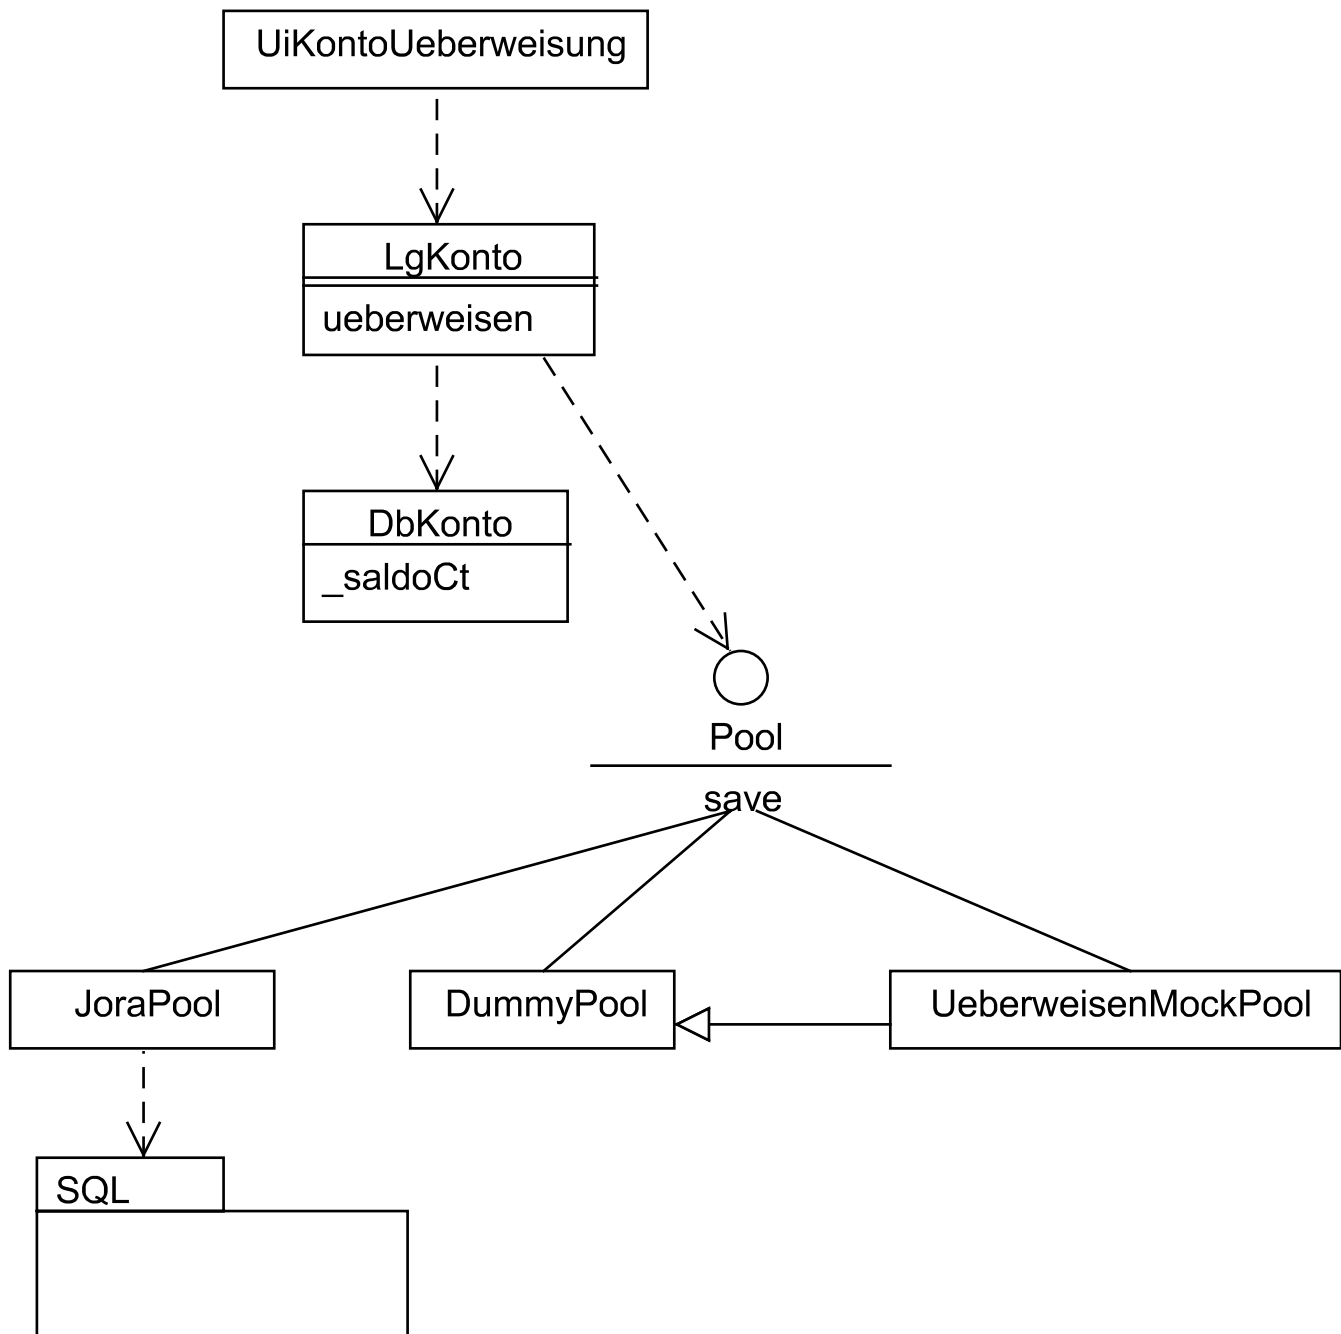 UiKontoUeberweisung
LgKonto
ueberweisen
DbKonto
_saldoCt
Pool
save
JoraPool
DummyPool
UeberweisenMockPool
SQL